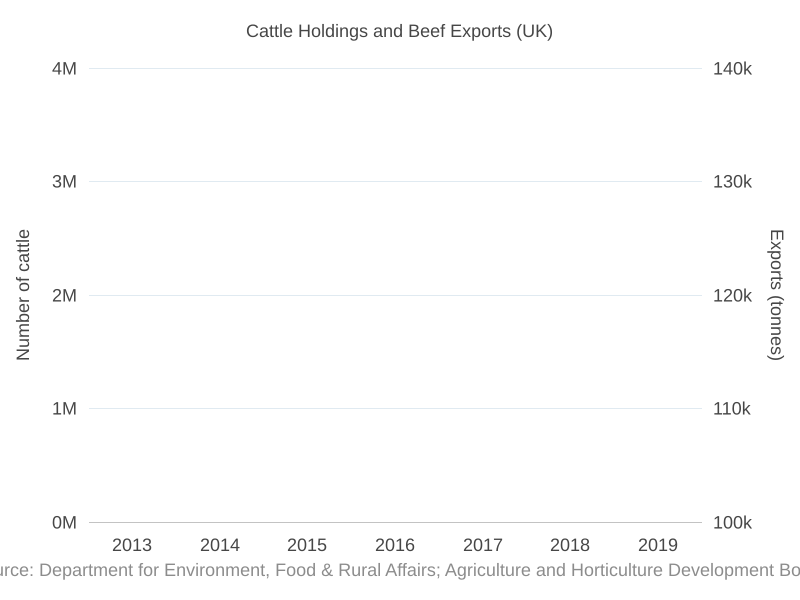 Cattle Holdings and Beef Exports (UK)
4M
3M
2M
1M
0M
Number of cattle
140k
130k
120k
110k
100k
Exports (tonnes)
2013 2014 2015 2016 2017 2018 2019
Department for Environment, Food & Rural Affairs; Agriculture and Horticulture Development